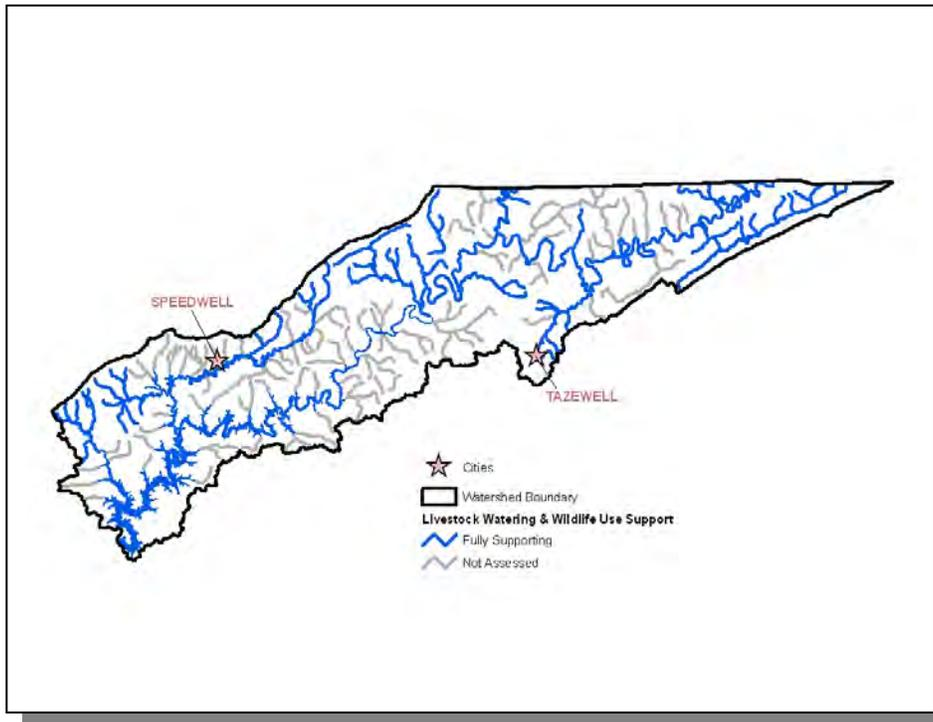 SPEEDWELL
TAZEWELL
Cities
Watershed Boundary
Livestock Watering & Wildlife Use Support
Fully Supporting
Not Assessed